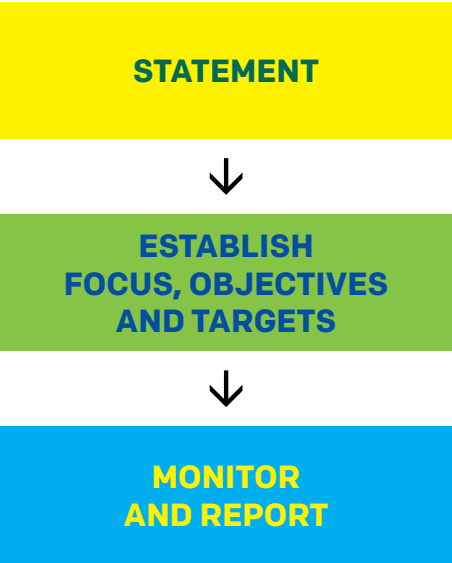 STATEMENT
ESTABLISH
FOCUS, OBJECTIVES
AND TARGETS
MONITOR
AND REPORT